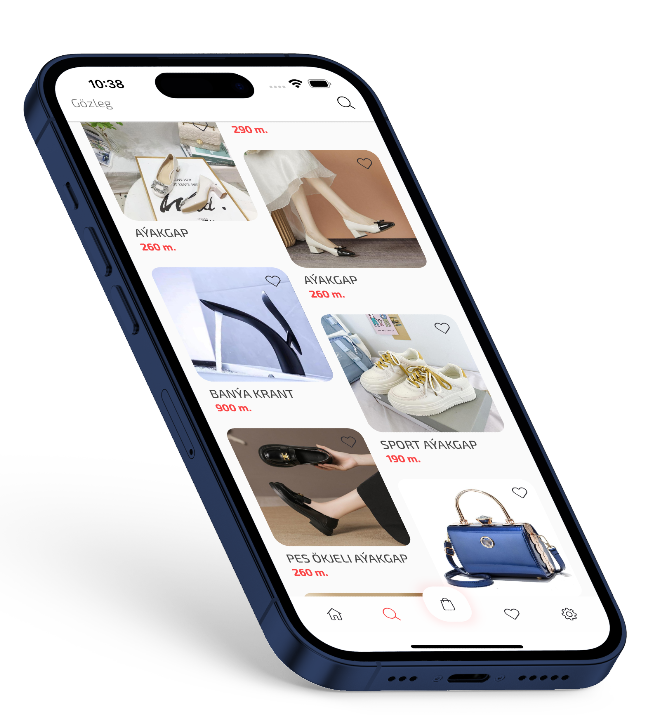 10:38
Gözleg
290 m.
AÝAKGAP
260 m.
AÝAKGAP
260 m.
BANÝA KRANT
900 m.
SPORT AÝAKGAP
190 m.
PES ÖKJELI AÝAKGAP
260 m.